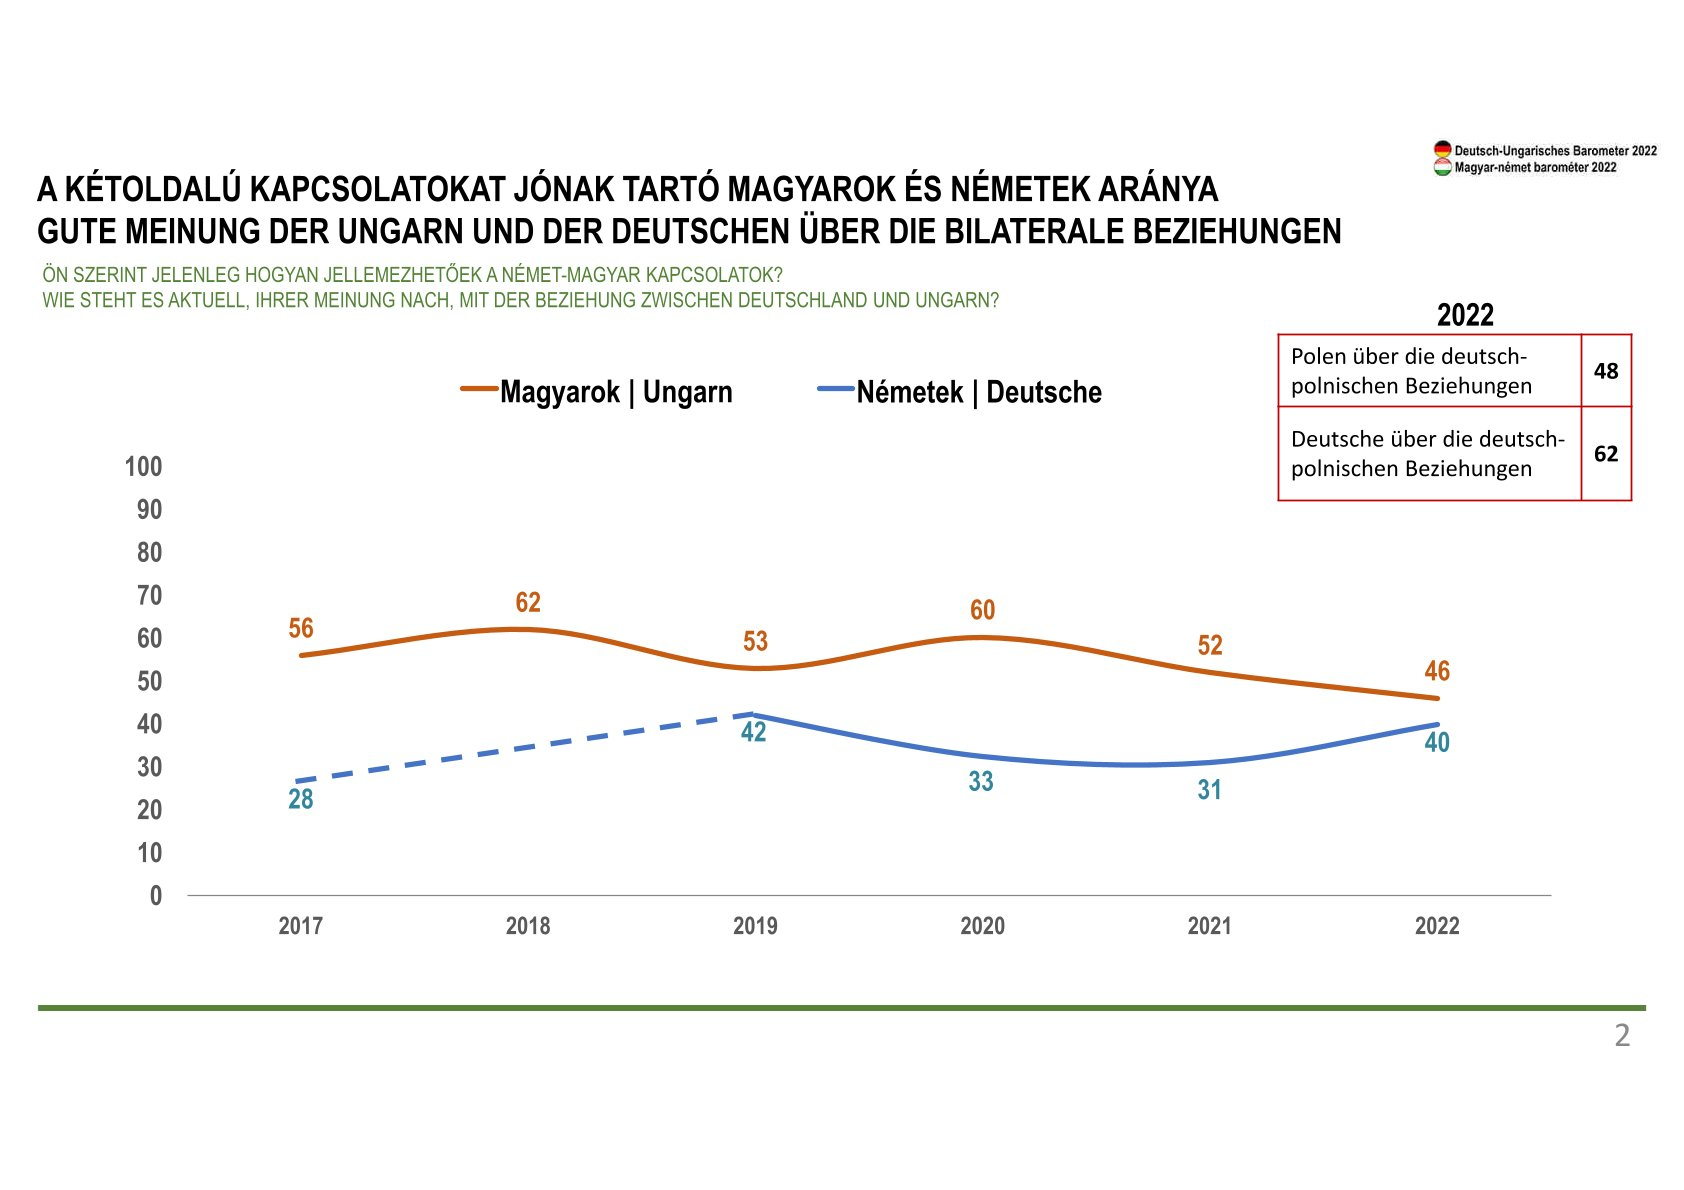 Deutsch-Ungarisches Barometer 2022
Magyar-német barométer 2022
A KÉTOLDALÚ KAPCSOLATOKAT JÓNAK TARTÓ MAGYAROK ÉS NÉMETEK ARÁNYA
GUTE MEINUNG DER UNGARN UND DER DEUTSCHEN ÜBER DIE BILATERALE BEZIEHUNGEN
ÖN SZERINT JELENLEG HOGYAN JELLEMEZHETŐEK A NÉMET-MAGYAR KAPCSOLATOK?
WIE STEHT ES AKTUELL, IHRER MEINUNG NACH, MIT DER BEZIEHUNG ZWISCHEN DEUTSCHLAND UND UNGARN?
2022
Polen über die deutsch-
polnischen Beziehungen
48
Deutsche über die deutsch-
polnischen Beziehungen
62
Magyarok | Ungarn
Németek | Deutsche
100
90
80
70
60
50
40
30
20
10
0
56
62
53
60
52
46
28
42
33
31
40
2017
2018
2019
2020
2021
2022
2